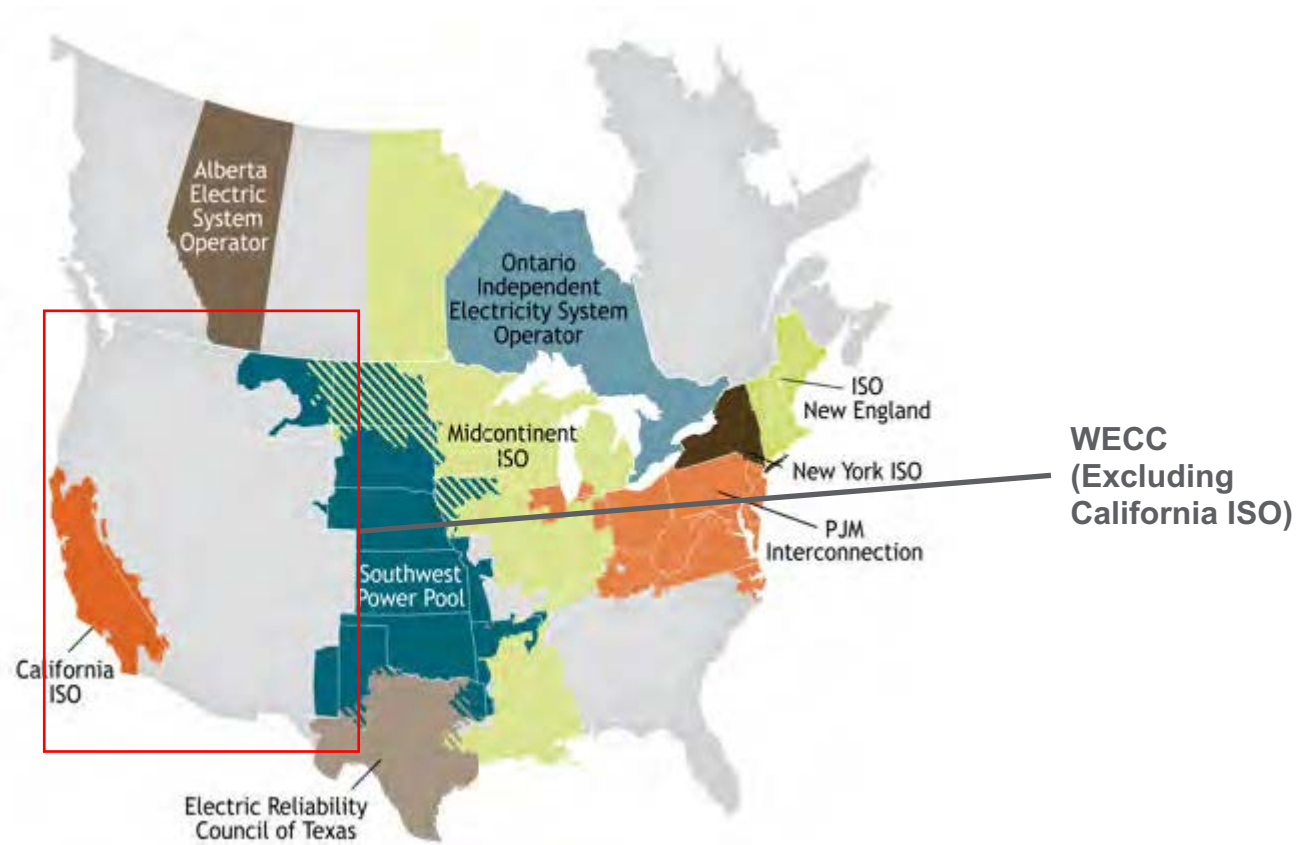 Alberta
Electric
System
Operator
Ontario
Independent
Electricity System
Operator
ISO
New England
Midcontinent
ISO
New York ISO
WECC
(Excluding
California ISO)
PJM
Interconnection
Southwest
Power Pool
California
ISO
Electric Reliability
Council of Texas